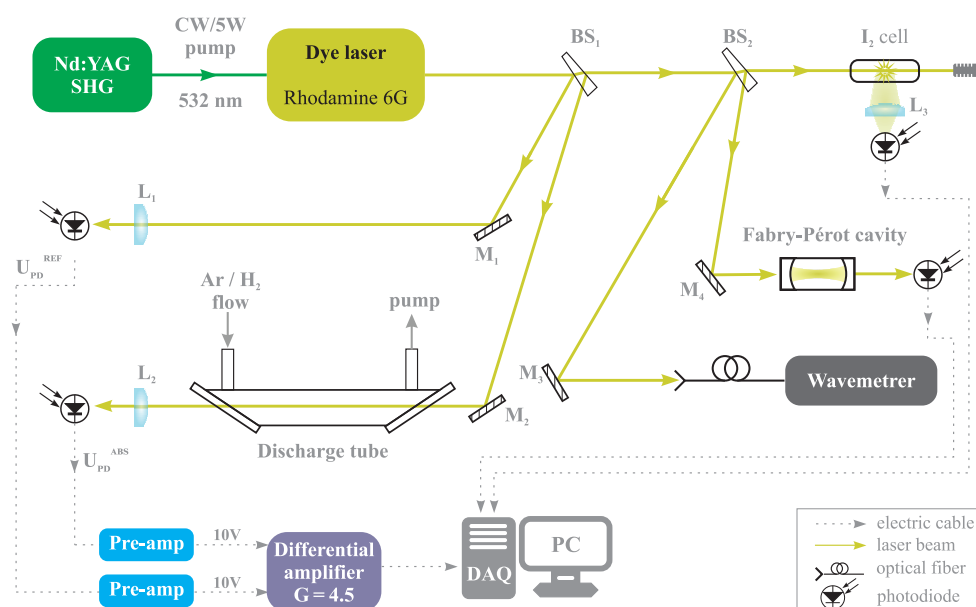 CW/5W
pump
532 nm
Nd:YAG
SHG
Dye laser
Rhodamine 6G
BS₁
BS₂
I₂ cell
L₃
L₁
M₁
U_PD^REF
Fabry-Pérot cavity
M₄
Ar / H₂
flow
pump
L₂
M₂
M₃
Wavemetrer
Discharge tube
U_PD^ABS
Pre-amp
10V
Pre-amp
10V
Differential
amplifier
G = 4.5
DAQ
PC
electric cable
laser beam
optical fiber
photodiode